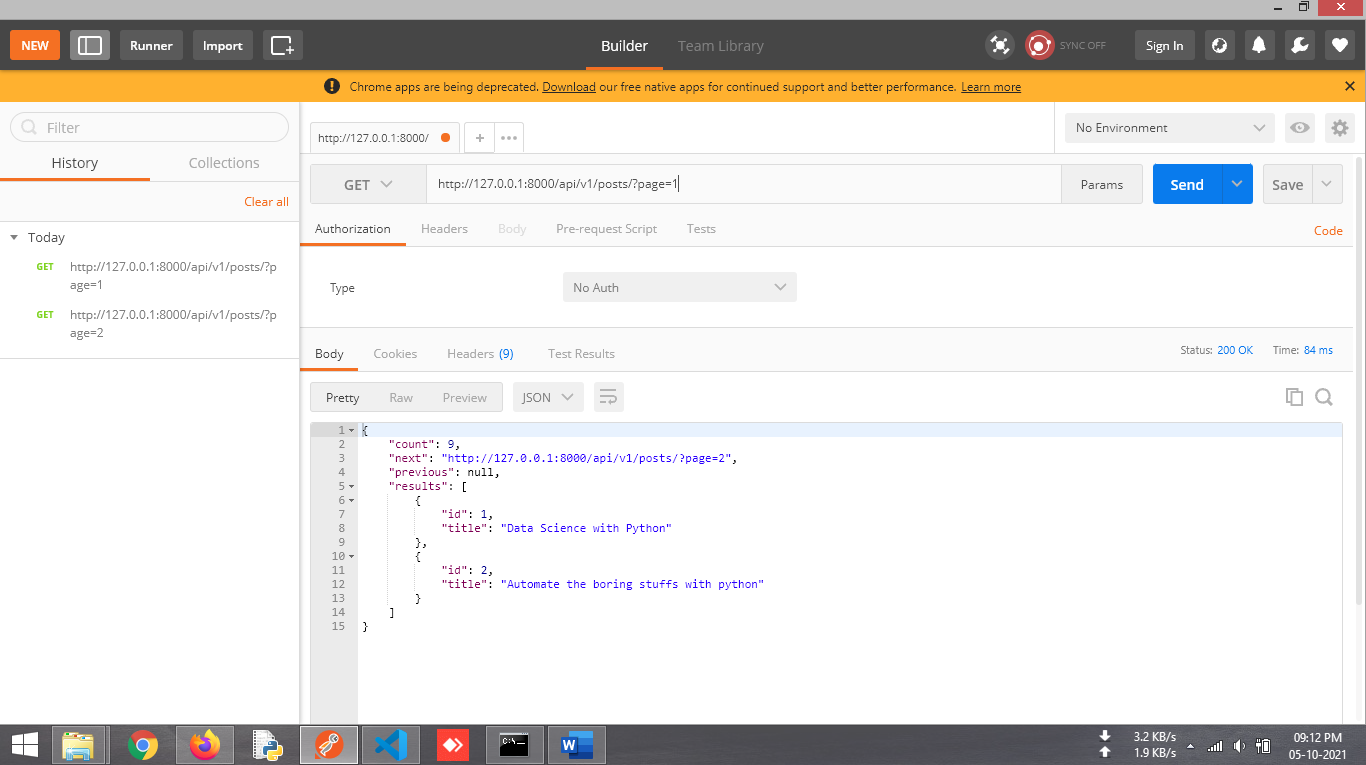 NEW Runner Import Builder Team Library SYNC OFF Sign In
! Chrome apps are being deprecated. Download our free native apps for continued support and better performance. Learn more
Filter
History Collections
Clear all
Today
GET http://127.0.0.1:8000/api/v1/posts/?p
age=1
GET http://127.0.0.1:8000/api/v1/posts/?p
age=2
http://127.0.0.1:8000/ + ••• No Environment
GET http://127.0.0.1:8000/api/v1/posts/?page=1 Params Send Save
Authorization Headers Body Pre-request Script Tests Code
Type No Auth
Body Cookies Headers (9) Test Results Status: 200 OK Time: 84 ms
Pretty Raw Preview JSON
1 {
2 "count": 9,
3 "next": "http://127.0.0.1:8000/api/v1/posts/?page=2",
4 "previous": null,
5 "results": [
6 {
7 "id": 1,
8 "title": "Data Science with Python"
9 },
10 {
11 "id": 2,
12 "title": "Automate the boring stuffs with python"
13 }
14 ]
15 }
3.2 KB/s 09:12 PM
1.9 KB/s 05-10-2021